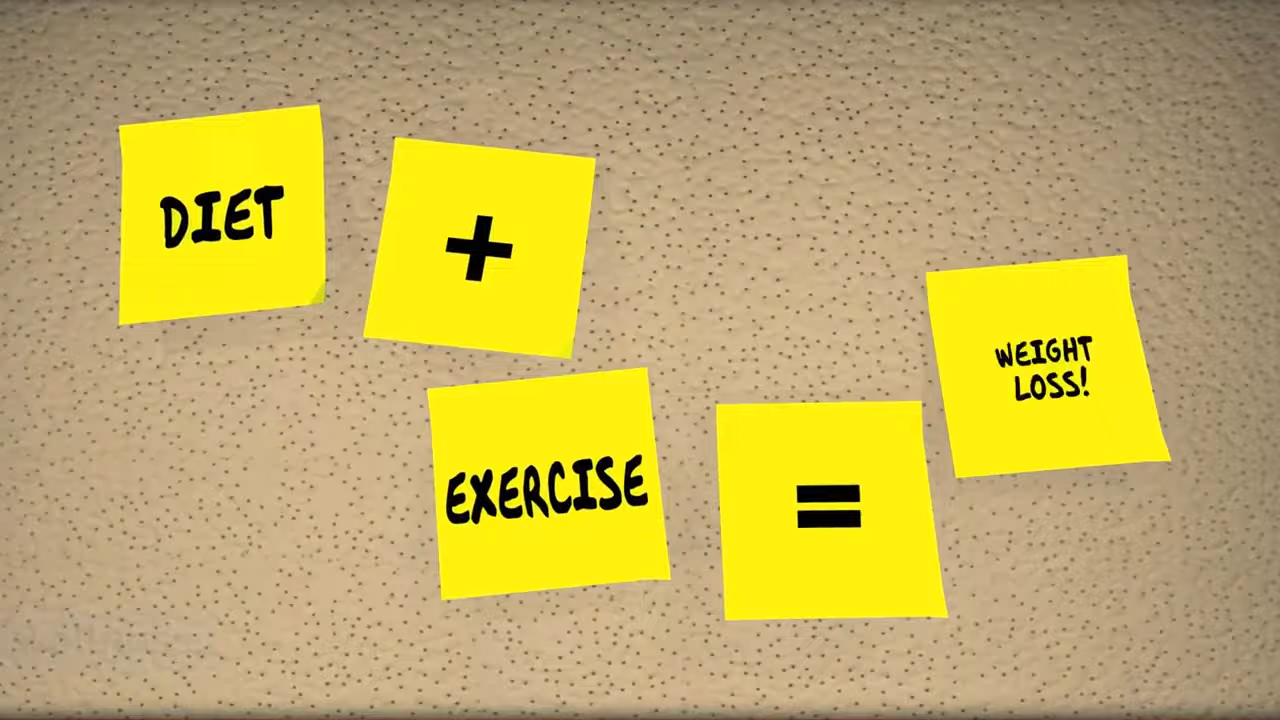 DIET
+
EXERCISE
=
WEIGHT
LOSS!